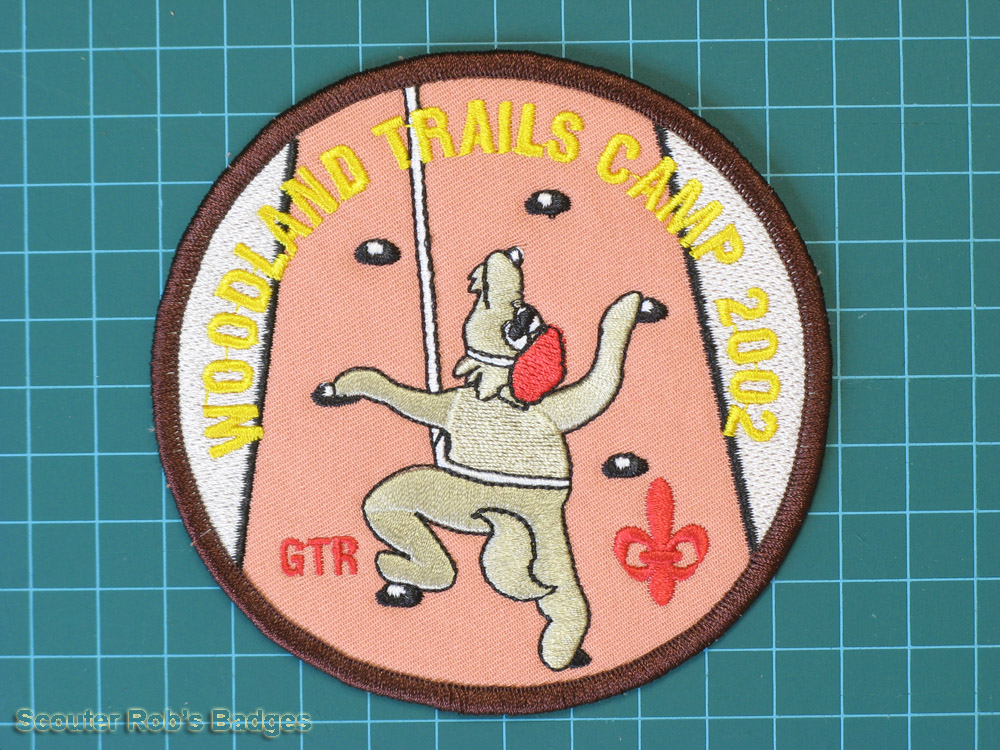 WOODLAND TRAILS CAMP 2002
GTR
Scouter Rob's Badges